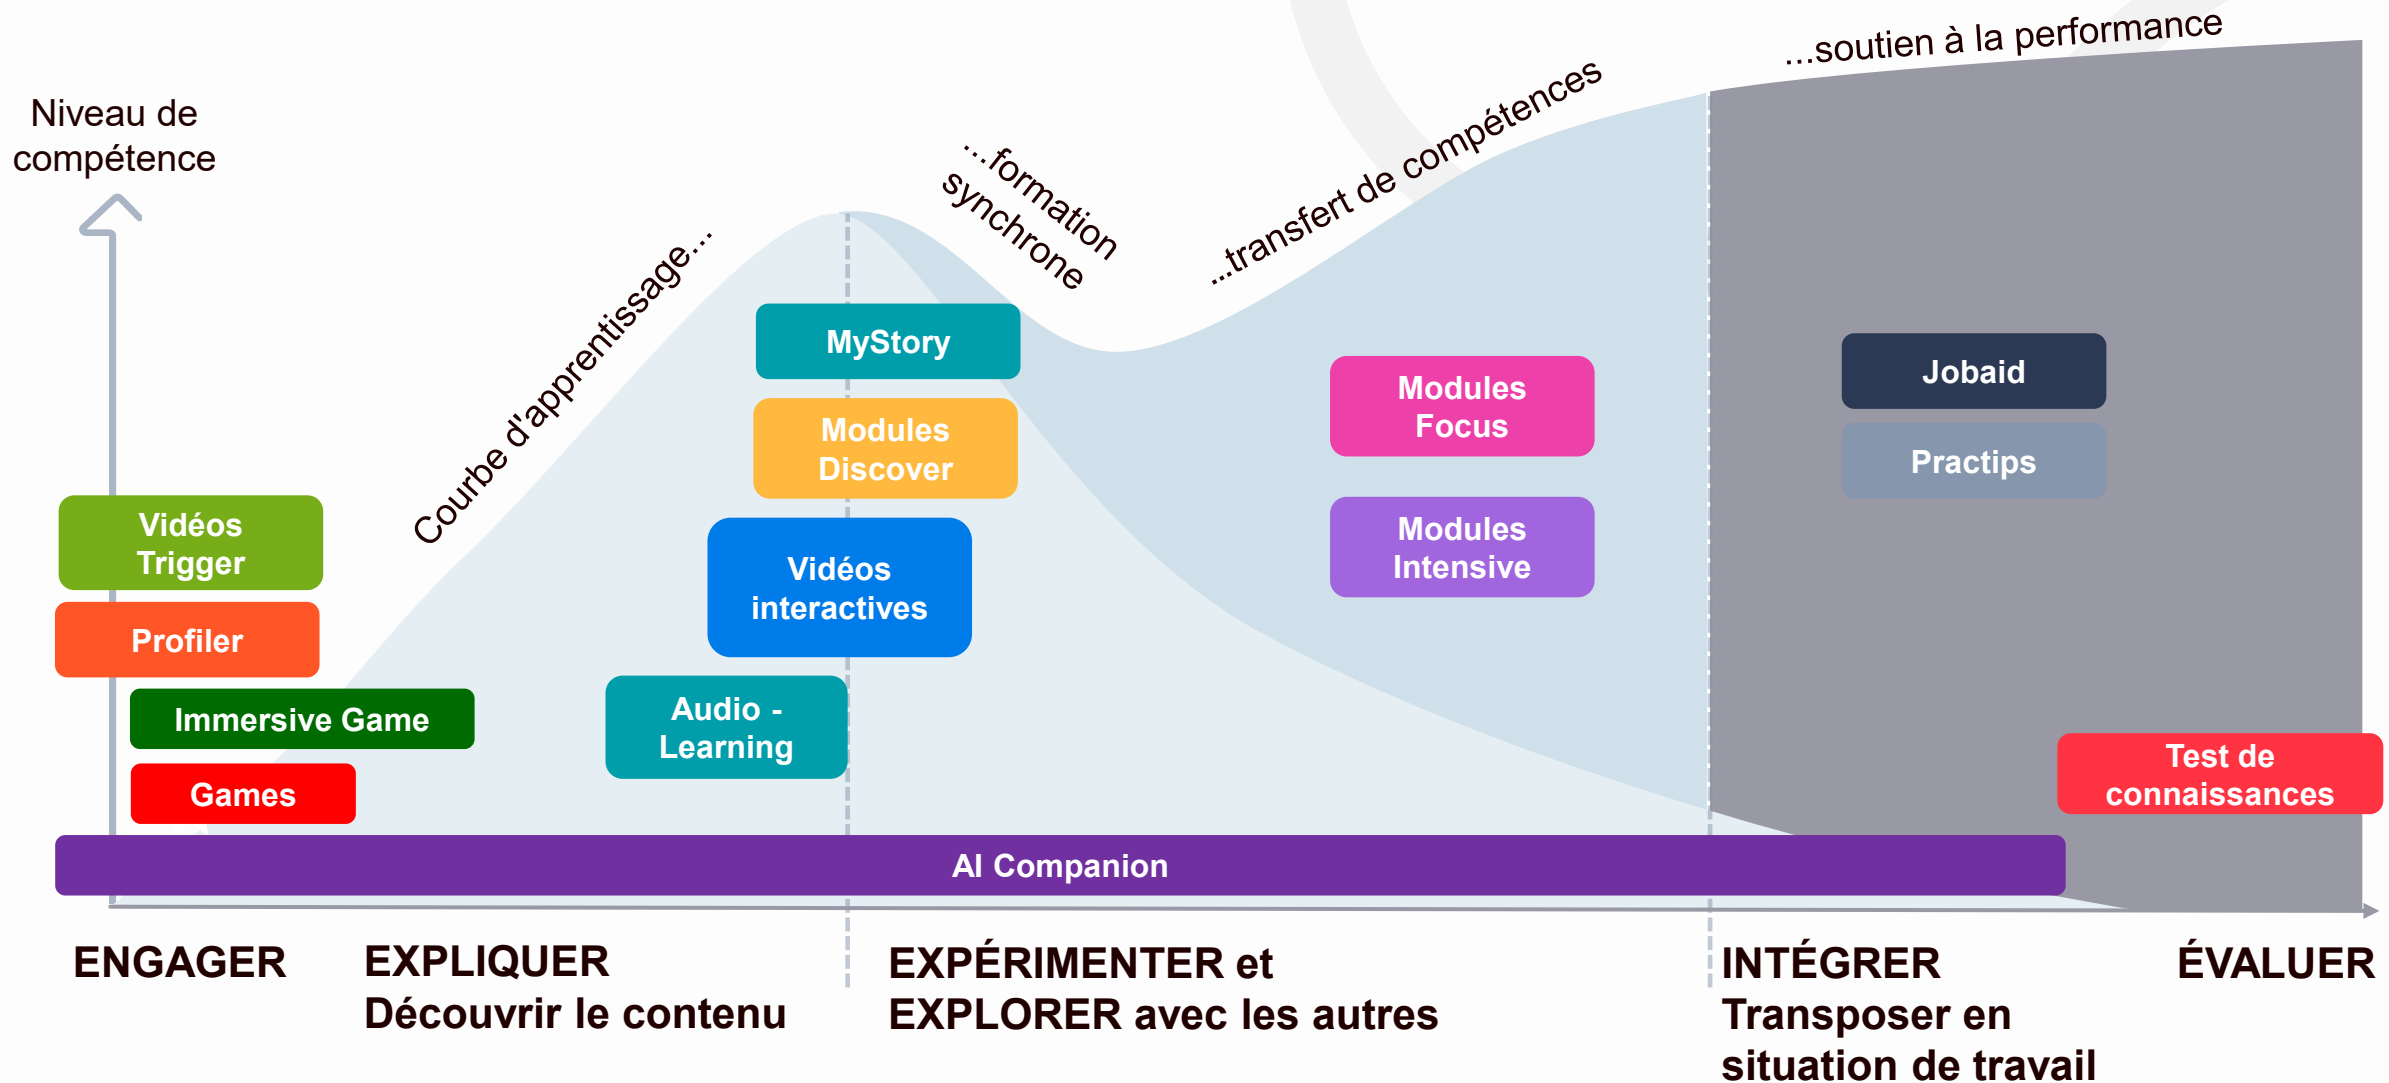 ...soutien à la performance
Niveau de
compétence
...transfert de compétences
...formation
synchrone
Courbe d'apprentissage...
MyStory
Modules
Discover
Vidéos
interactives
Audio -
Learning
Modules
Focus
Modules
Intensive
Jobaid
Practips
Vidéos
Trigger
Profiler
Immersive Game
Games
Test de
connaissances
AI Companion
ENGAGER
EXPLIQUER
Découvrir le contenu
EXPÉRIMENTER et
EXPLORER avec les autres
INTÉGRER
Transposer en
situation de travail
ÉVALUER